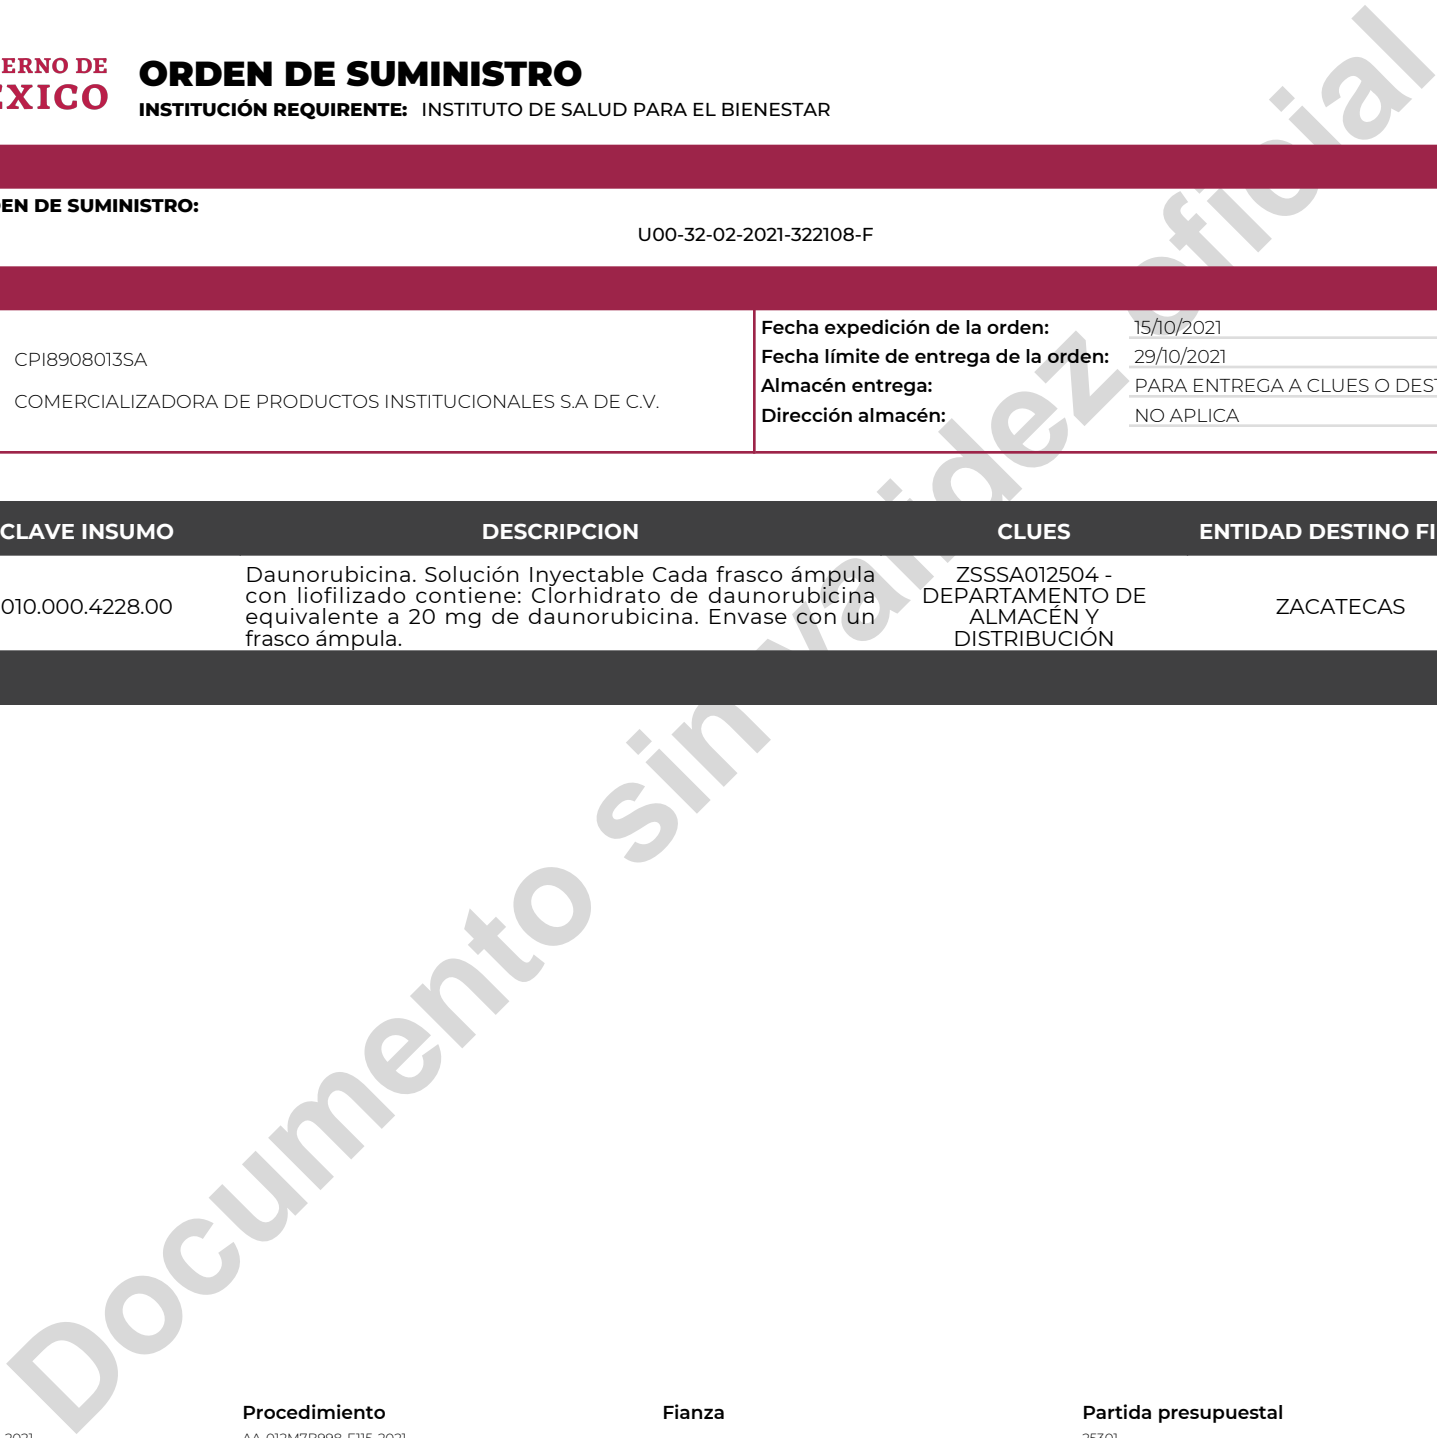 ERNO DE
EXICO
ORDEN DE SUMINISTRO
INSTITUCIÓN REQUIRENTE: INSTITUTO DE SALUD PARA EL BIENESTAR
EN DE SUMINISTRO:
U00-32-02-2021-322108-F
CPI8908013SA
COMERCIALIZADORA DE PRODUCTOS INSTITUCIONALES S.A DE C.V.
Fecha expedición de la orden: 15/10/2021
Fecha límite de entrega de la orden: 29/10/2021
Almacén entrega: PARA ENTREGA A CLUES O DEST
Dirección almacén: NO APLICA
CLAVE INSUMO DESCRIPCION CLUES ENTIDAD DESTINO FI
010.000.4228.00
Daunorubicina. Solución Inyectable Cada frasco ámpula
con liofilizado contiene: Clorhidrato de daunorubicina
equivalente a 20 mg de daunorubicina. Envase con un
frasco ámpula.
ZSSSA012504 -
DEPARTAMENTO DE
ALMACÉN Y
DISTRIBUCIÓN
ZACATECAS
Documento sin validez oficial
Procedimiento Fianza Partida presupuestal